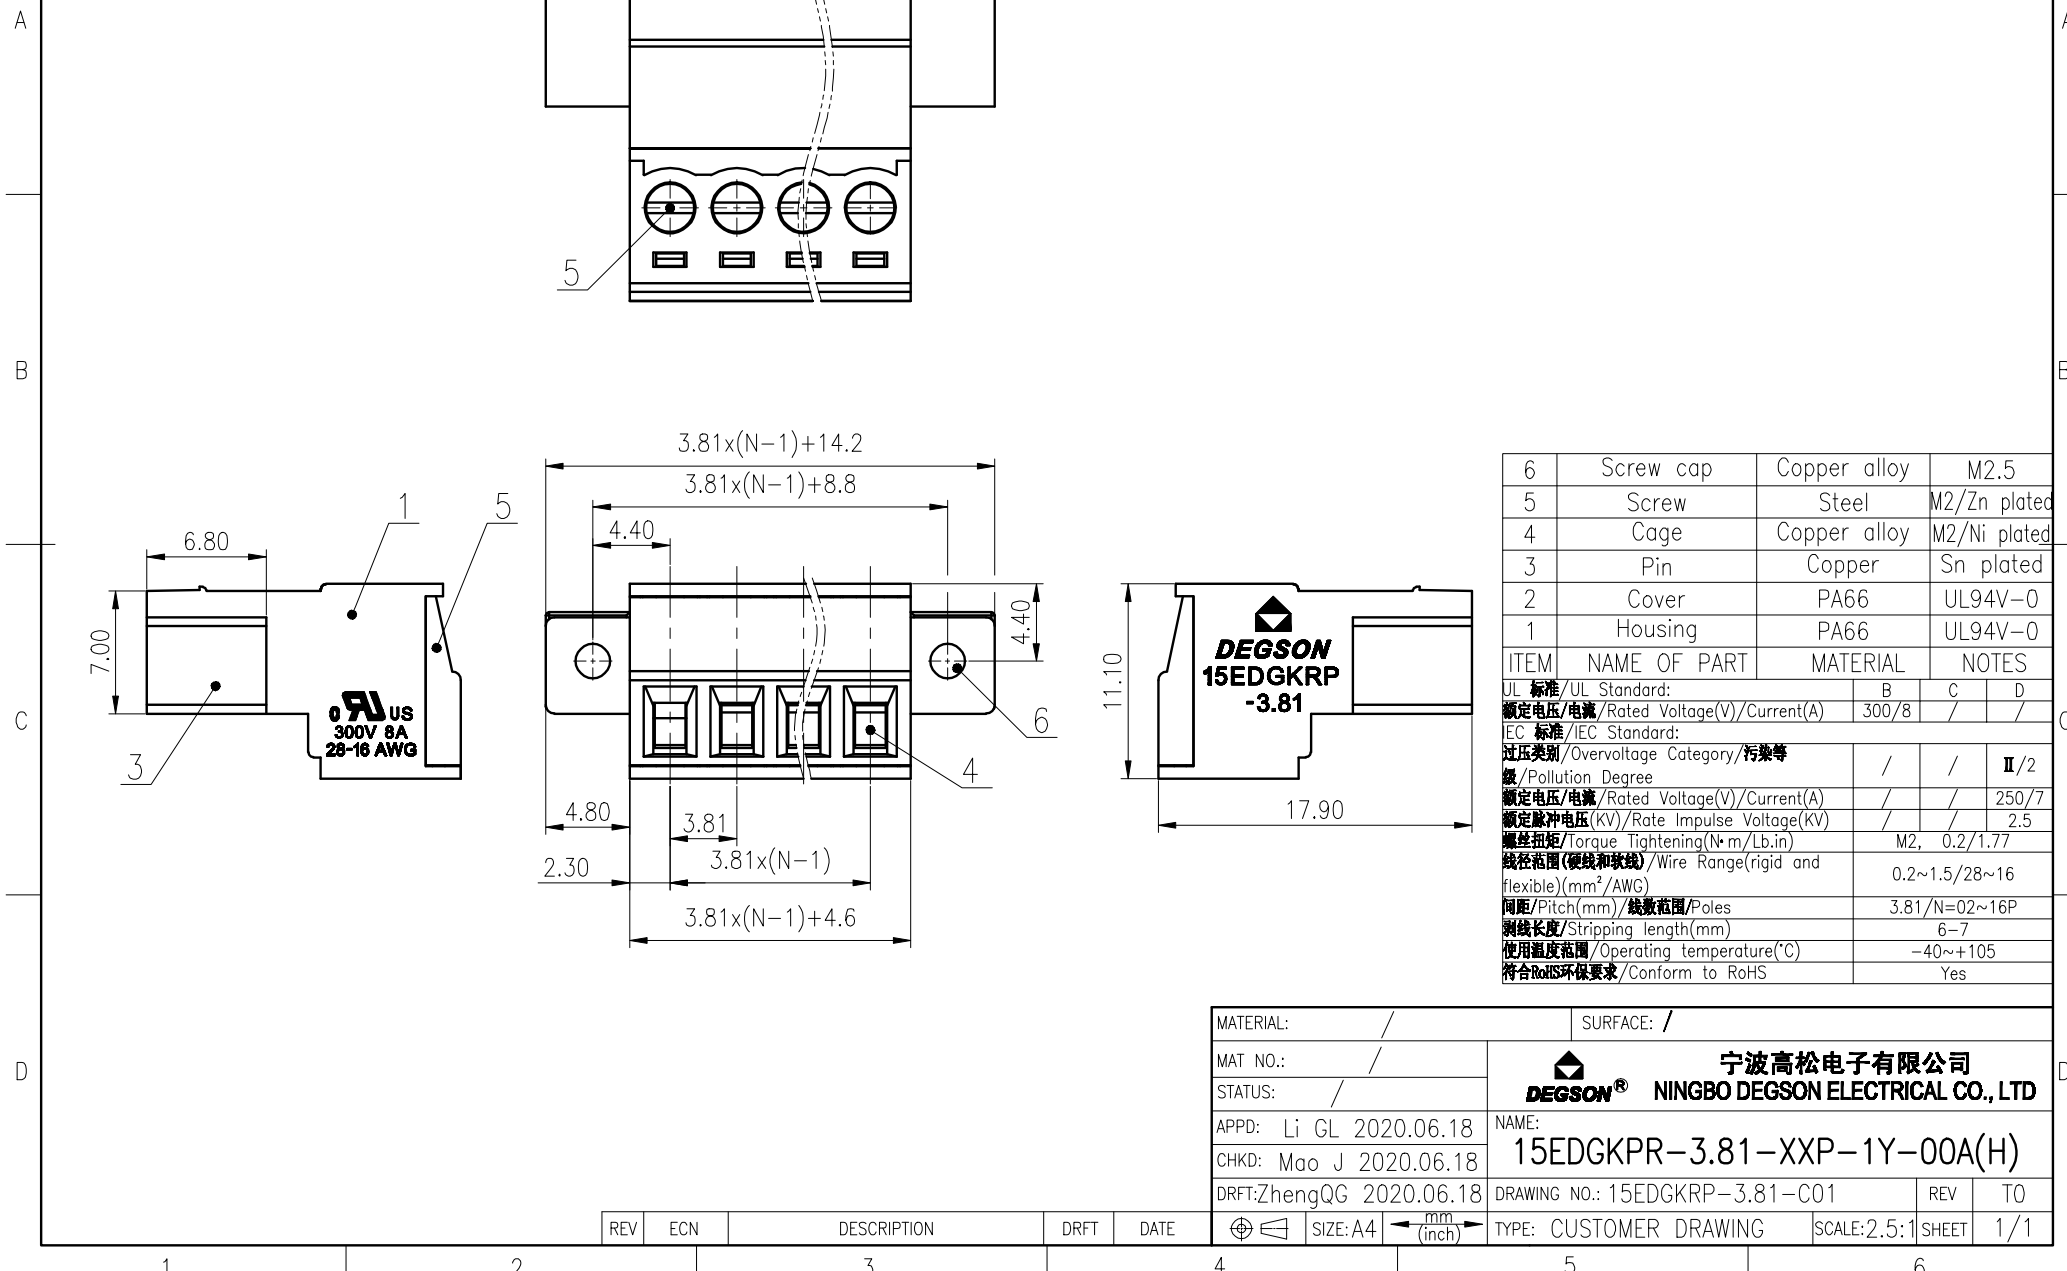 A
5
B
3.81x(N-1)+14.2
3.81x(N-1)+8.8
4.40
1
5
6.80
7.00
0 RU US
300V 8A
28-16 AWG
3
4.40
6
4
4.80
3.81
2.30
3.81x(N-1)
3.81x(N-1)+4.6
DEGSON
15EDGKRP
-3.81
11.10
17.90
6 Screw cap Copper alloy M2.5
5 Screw Steel M2/Zn plated
4 Cage Copper alloy M2/Ni plated
3 Pin Copper Sn plated
2 Cover PA66 UL94V-0
1 Housing PA66 UL94V-0
ITEM NAME OF PART MATERIAL NOTES
UL 标准/UL Standard: B C D
额定电压/电流/Rated Voltage(V)/Current(A) 300/8 / /
IEC 标准/IEC Standard:
过压类别/Overvoltage Category/污染等
级/Pollution Degree / / Ⅱ/2
额定电压/电流/Rated Voltage(V)/Current(A) / / 250/7
额定脉冲电压(KV)/Rate Impulse Voltage(KV) / / 2.5
螺丝扭矩/Torque Tightening(N•m/Lb.in) M2, 0.2/1.77
线径范围(硬线和软线)/Wire Range(rigid and
flexible)(mm²/AWG) 0.2~1.5/28~16
间距/Pitch(mm)/线数范围/Poles 3.81/N=02~16P
剥线长度/Stripping length(mm) 6-7
使用温度范围/Operating temperature(°C) -40~+105
符合RoHS环保要求/Conform to RoHS Yes
C
D
MATERIAL: / SURFACE: /
MAT NO.: /
STATUS: /
DEGSON®
宁波高松电子有限公司
NINGBO DEGSON ELECTRICAL CO., LTD
APPD: Li GL 2020.06.18
CHKD: Mao J 2020.06.18
DRFT:ZhengQG 2020.06.18
NAME:
15EDGKPR-3.81-XXP-1Y-00A(H)
DRAWING NO.: 15EDGKRP-3.81-C01 REV T0
REV ECN DESCRIPTION DRFT DATE
SIZE:A4 mm (inch)
TYPE: CUSTOMER DRAWING SCALE:2.5:1 SHEET 1/1
1 2 3 4 5 6